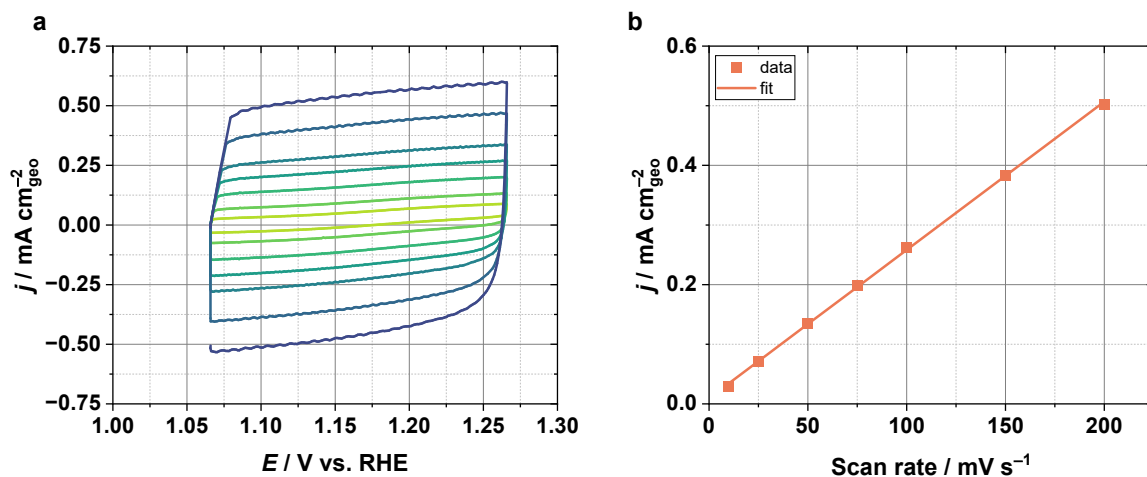 a
0.75
0.50
0.25
0.00
−0.25
−0.50
−0.75
j / mA cm⁻²geo
1.00 1.05 1.10 1.15 1.20 1.25 1.30
E / V vs. RHE
b
0.6
0.4
0.2
0.0
j / mA cm⁻²geo
data
fit
0 50 100 150 200
Scan rate / mV s⁻¹